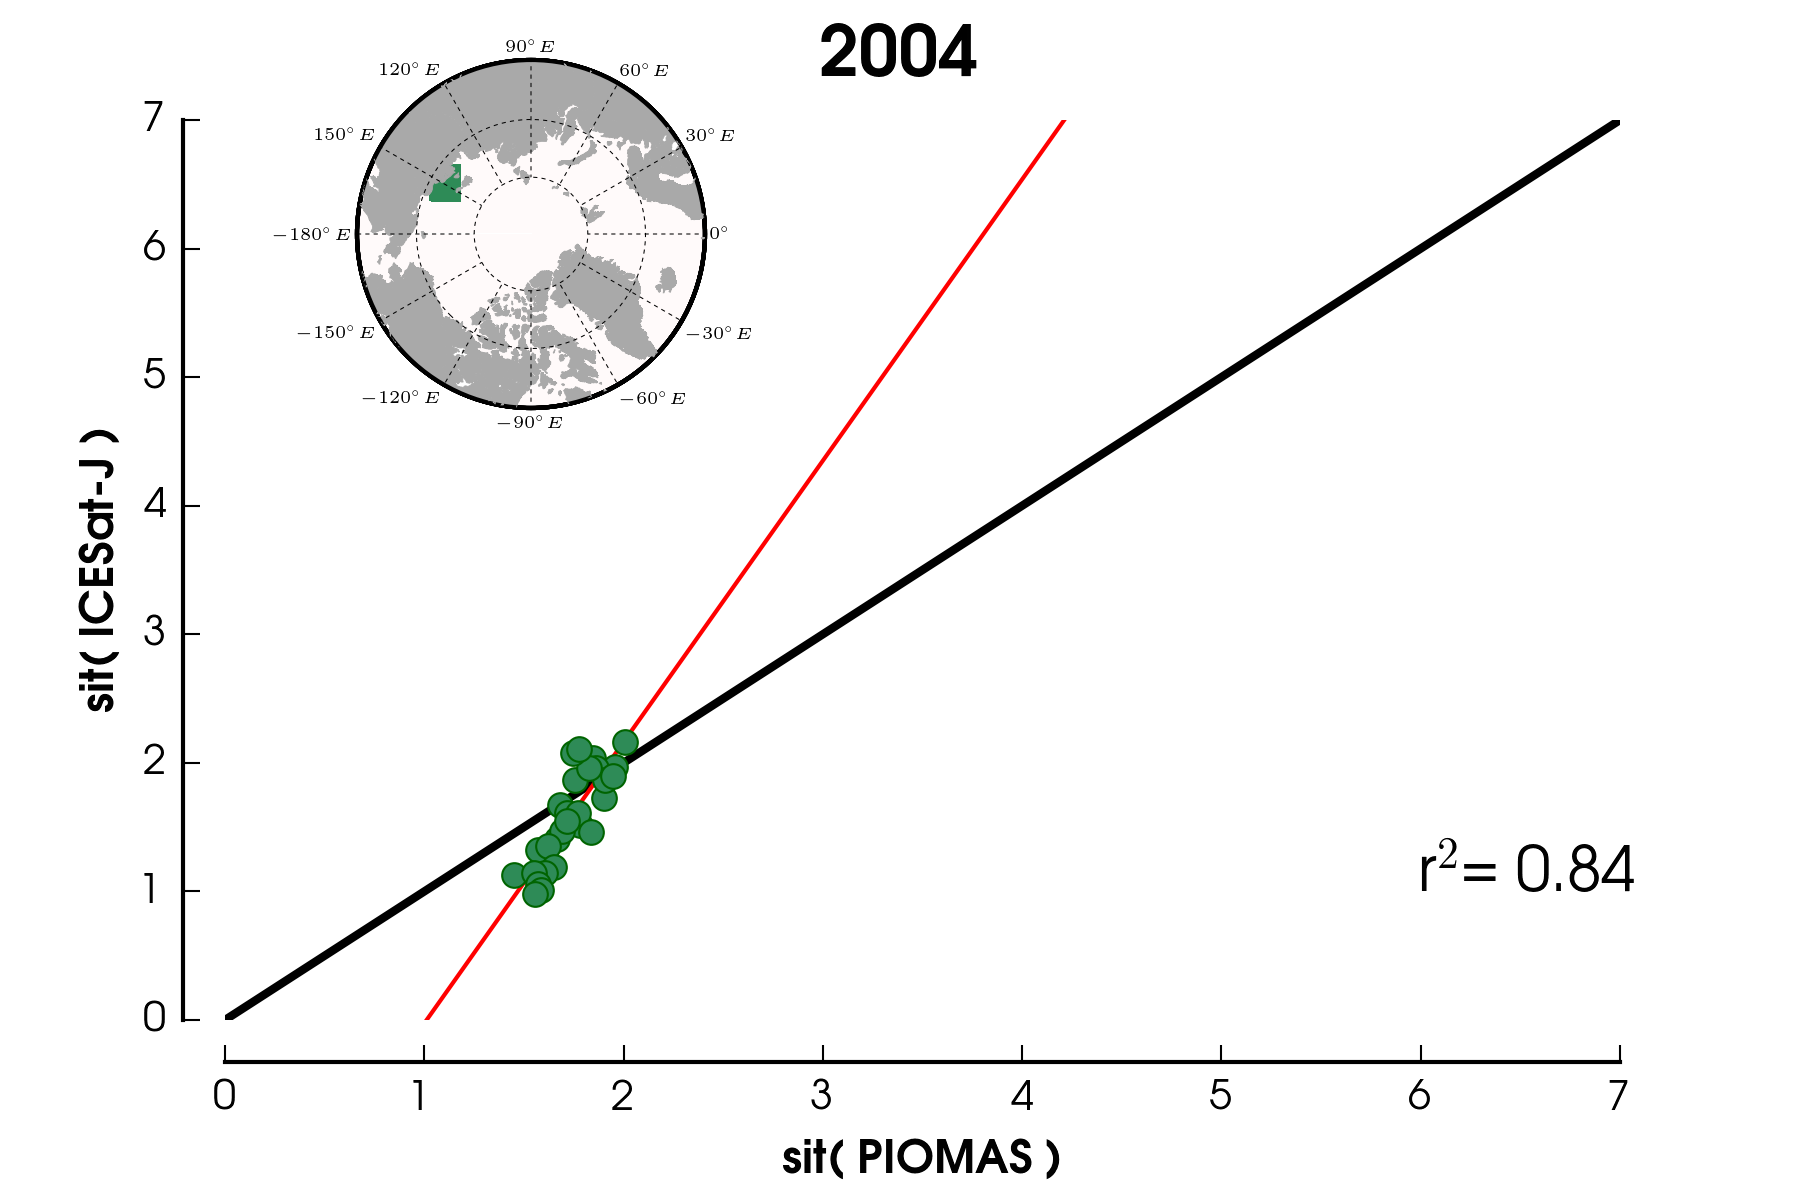 2004
90° E
120° E
60° E
150° E
30° E
−180° E
0°
−150° E
−30° E
−120° E
−60° E
−90° E
7
6
5
4
3
2
1
0
sit( ICESat-J )
r²= 0.84
0 1 2 3 4 5 6 7
sit( PIOMAS )